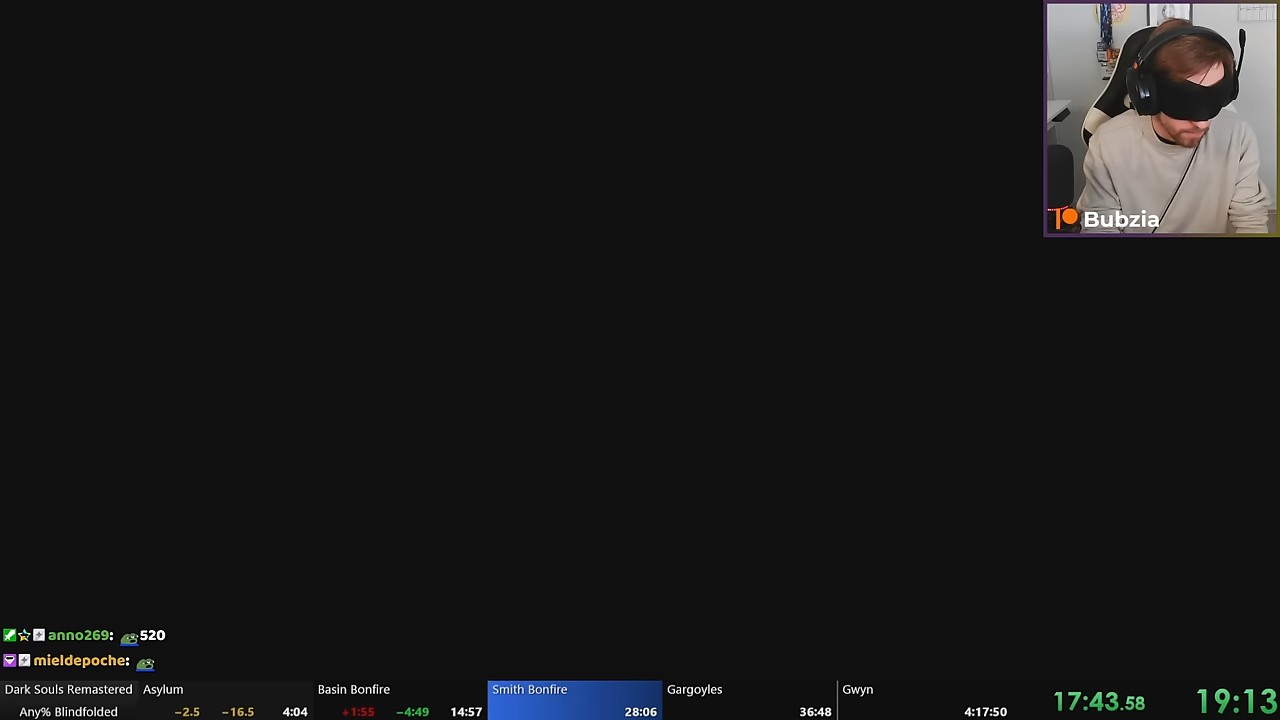 Bubzia
anno269: 520
mieldepoche:
Dark Souls Remastered
Any% Blindfolded
Asylum
−2.5 −16.5 4:04
Basin Bonfire
+1:55 −4:49 14:57
Smith Bonfire
28:06
Gargoyles
36:48
Gwyn
4:17:50
17:43.58
19:13